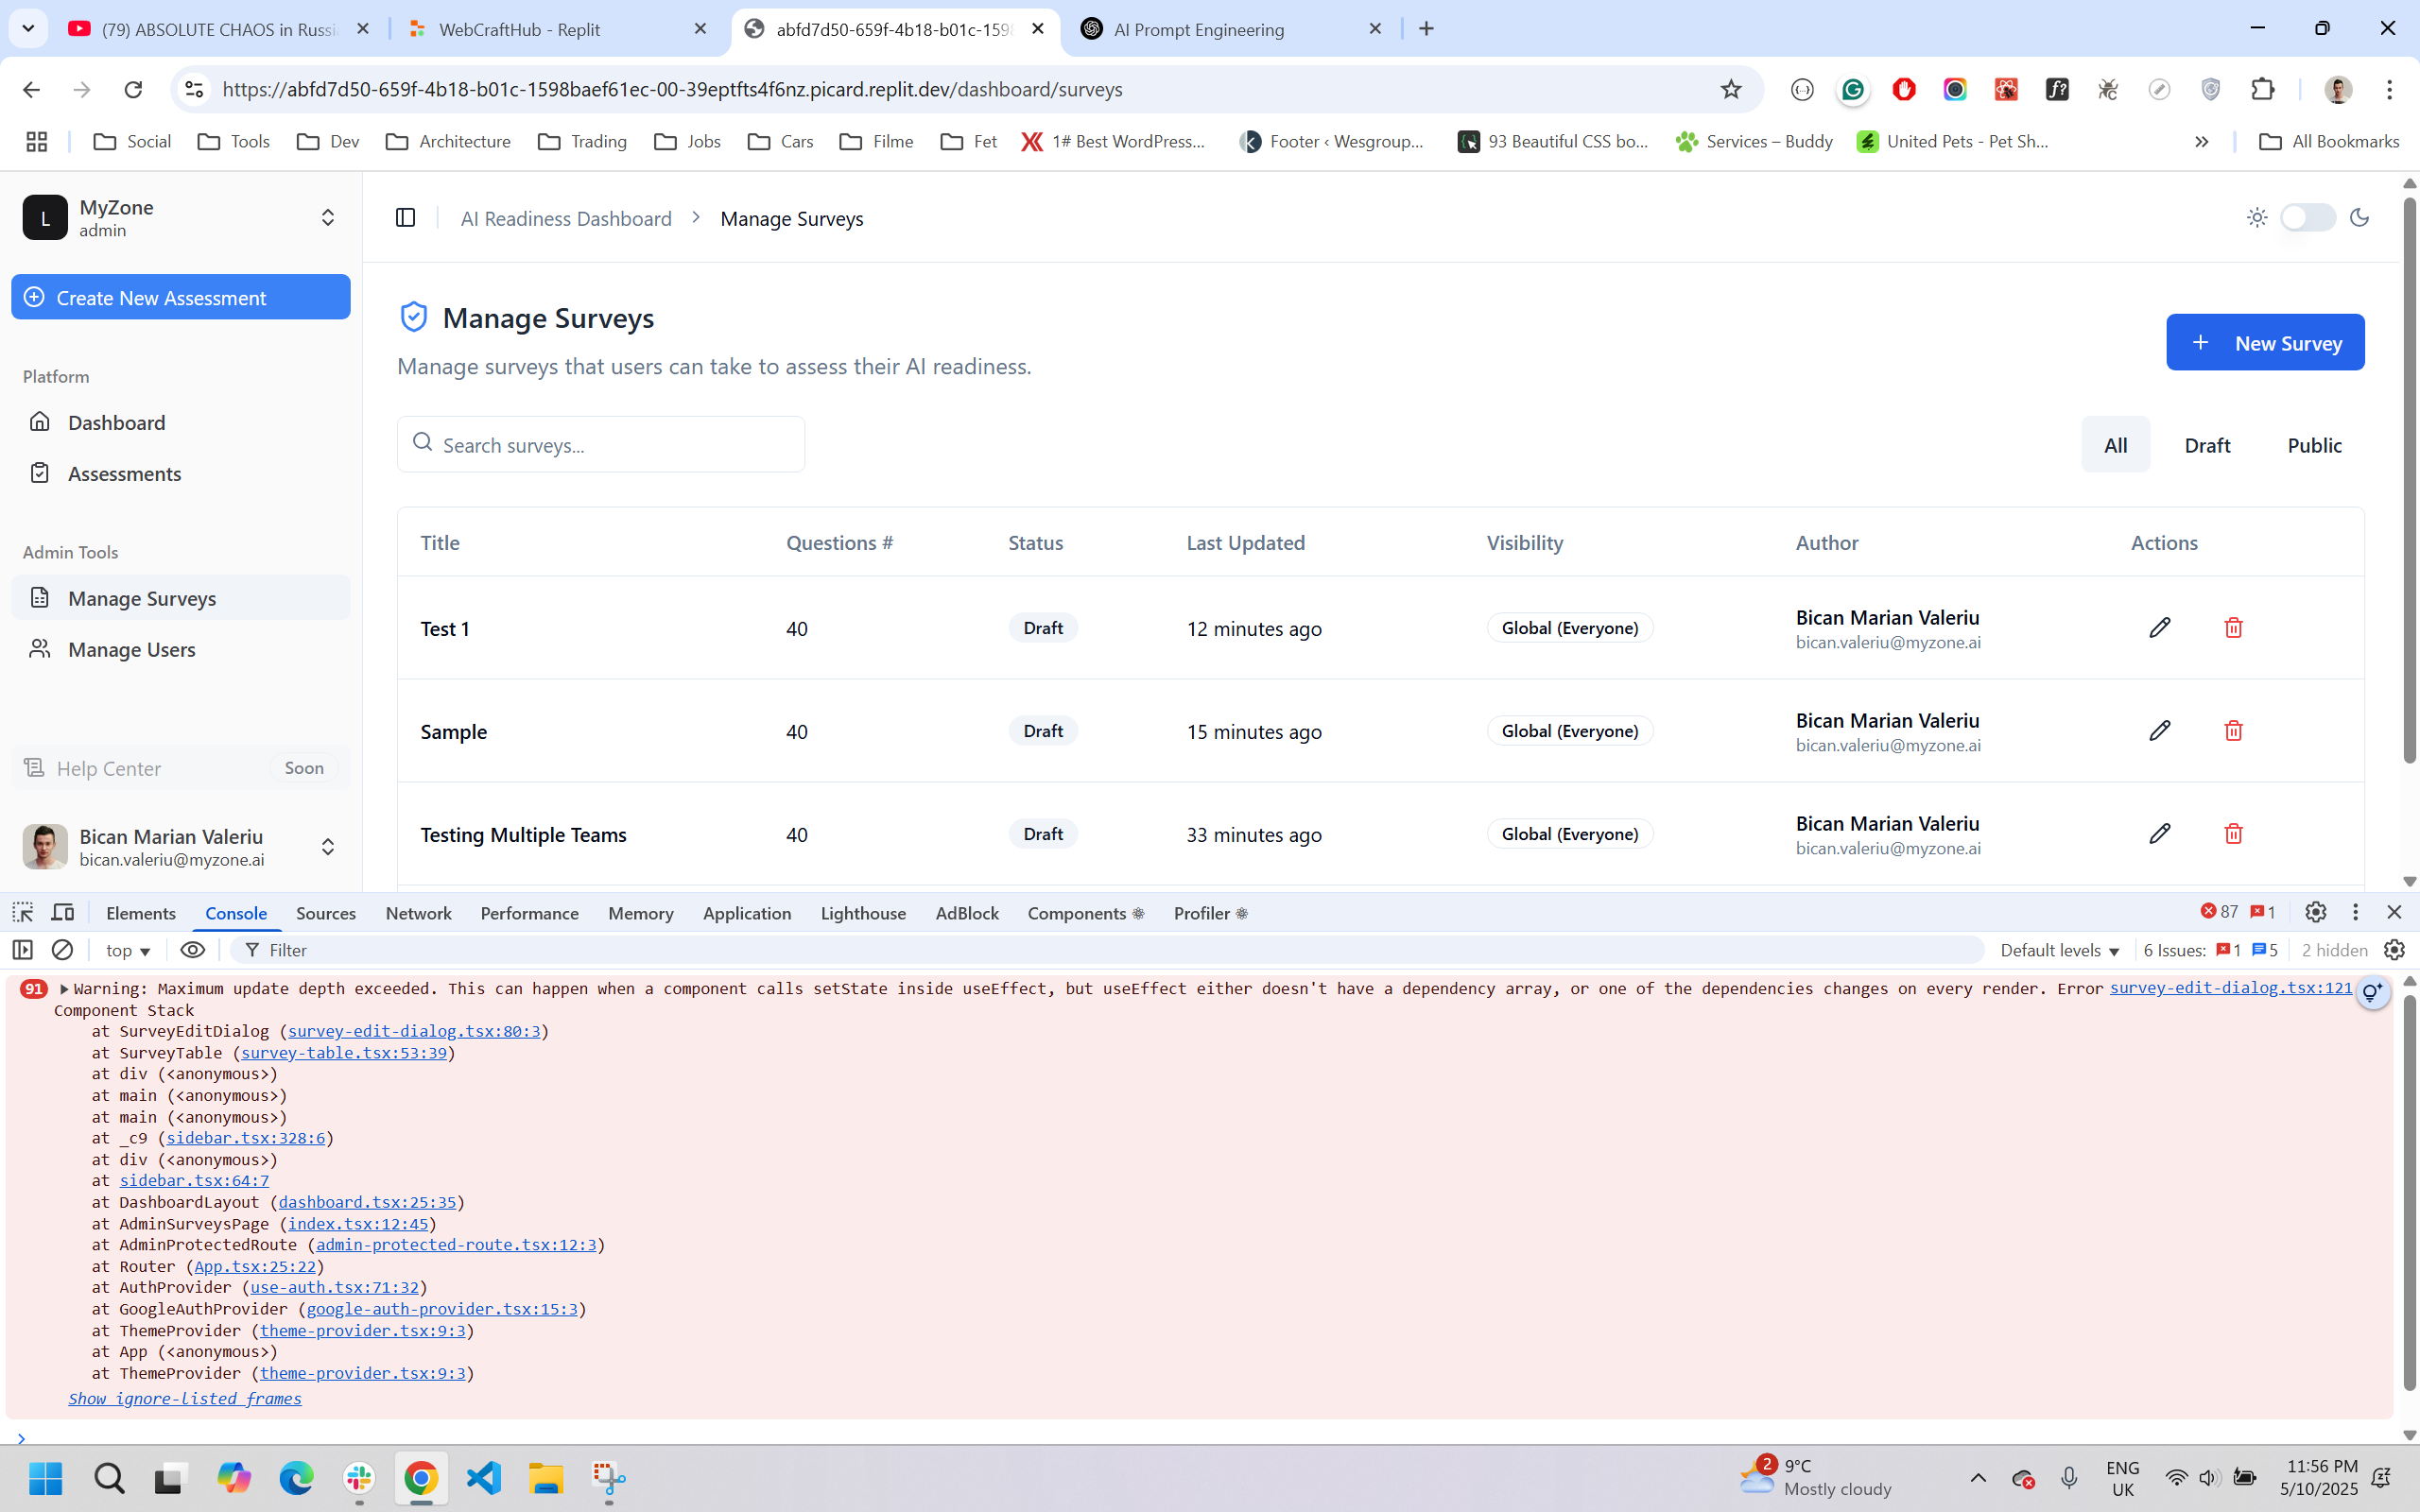 (79) ABSOLUTE CHAOS in Russi
WebCraftHub - Replit
abfd7d50-659f-4b18-b01c-1598
AI Prompt Engineering
https://abfd7d50-659f-4b18-b01c-1598baef61ec-00-39eptfts4f6nz.picard.replit.dev/dashboard/surveys
Social
Tools
Dev
Architecture
Trading
Jobs
Cars
Filme
Fet
1# Best WordPress...
Footer ‹ Wesgroup...
93 Beautiful CSS bo...
Services – Buddy
United Pets - Pet Sh...
»
All Bookmarks
L
MyZone
admin
AI Readiness Dashboard > Manage Surveys
Create New Assessment
Platform
Dashboard
Assessments
Admin Tools
Manage Surveys
Manage Users
Help Center
Soon
Bican Marian Valeriu
bican.valeriu@myzone.ai
Manage Surveys
Manage surveys that users can take to assess their AI readiness.
+ New Survey
Search surveys...
All Draft Public
Title Questions # Status Last Updated Visibility Author Actions
Test 1 40 Draft 12 minutes ago Global (Everyone) Bican Marian Valeriu
bican.valeriu@myzone.ai
Sample 40 Draft 15 minutes ago Global (Everyone) Bican Marian Valeriu
bican.valeriu@myzone.ai
Testing Multiple Teams 40 Draft 33 minutes ago Global (Everyone) Bican Marian Valeriu
bican.valeriu@myzone.ai
Elements Console Sources Network Performance Memory Application Lighthouse AdBlock Components Profiler 87 1
top Filter Default levels 6 Issues: 1 5 2 hidden
91 Warning: Maximum update depth exceeded. This can happen when a component calls setState inside useEffect, but useEffect either doesn't have a dependency array, or one of the dependencies changes on every render. Error survey-edit-dialog.tsx:121
Component Stack
at SurveyEditDialog (survey-edit-dialog.tsx:80:3)
at SurveyTable (survey-table.tsx:53:39)
at div (<anonymous>)
at main (<anonymous>)
at main (<anonymous>)
at _c9 (sidebar.tsx:328:6)
at div (<anonymous>)
at sidebar.tsx:64:7
at DashboardLayout (dashboard.tsx:25:35)
at AdminSurveysPage (index.tsx:12:45)
at AdminProtectedRoute (admin-protected-route.tsx:12:3)
at Router (App.tsx:25:22)
at AuthProvider (use-auth.tsx:71:32)
at GoogleAuthProvider (google-auth-provider.tsx:15:3)
at ThemeProvider (theme-provider.tsx:9:3)
at App (<anonymous>)
at ThemeProvider (theme-provider.tsx:9:3)
Show ignore-listed frames
2
9°C
Mostly cloudy
ENG
UK
11:56 PM
5/10/2025